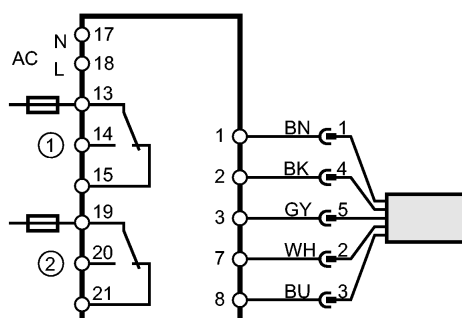 N 17
AC
L 18
13
① 14
15
19
② 20
21
1 BN 1
2 BK 4
3 GY 5
7 WH 2
8 BU 3